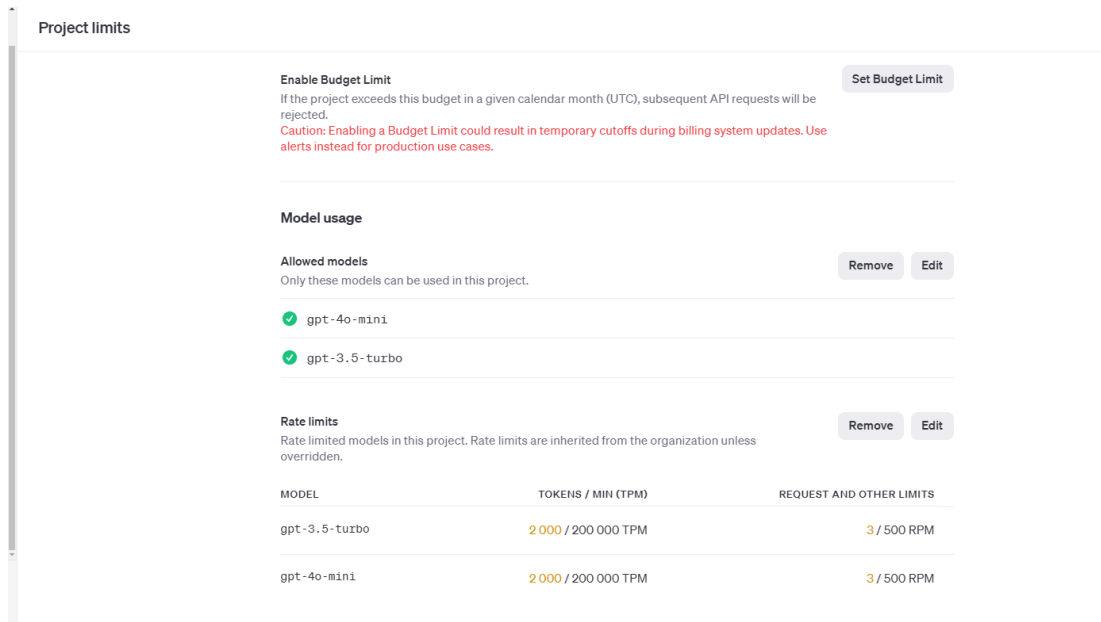 Project limits
Enable Budget Limit
Set Budget Limit
If the project exceeds this budget in a given calendar month (UTC), subsequent API requests will be
rejected.
Caution: Enabling a Budget Limit could result in temporary cutoffs during billing system updates. Use
alerts instead for production use cases.
Model usage
Allowed models
Remove Edit
Only these models can be used in this project.
gpt-4o-mini
gpt-3.5-turbo
Rate limits
Remove Edit
Rate limited models in this project. Rate limits are inherited from the organization unless
overridden.
MODEL TOKENS / MIN (TPM) REQUEST AND OTHER LIMITS
gpt-3.5-turbo 2 000 / 200 000 TPM 3 / 500 RPM
gpt-4o-mini 2 000 / 200 000 TPM 3 / 500 RPM